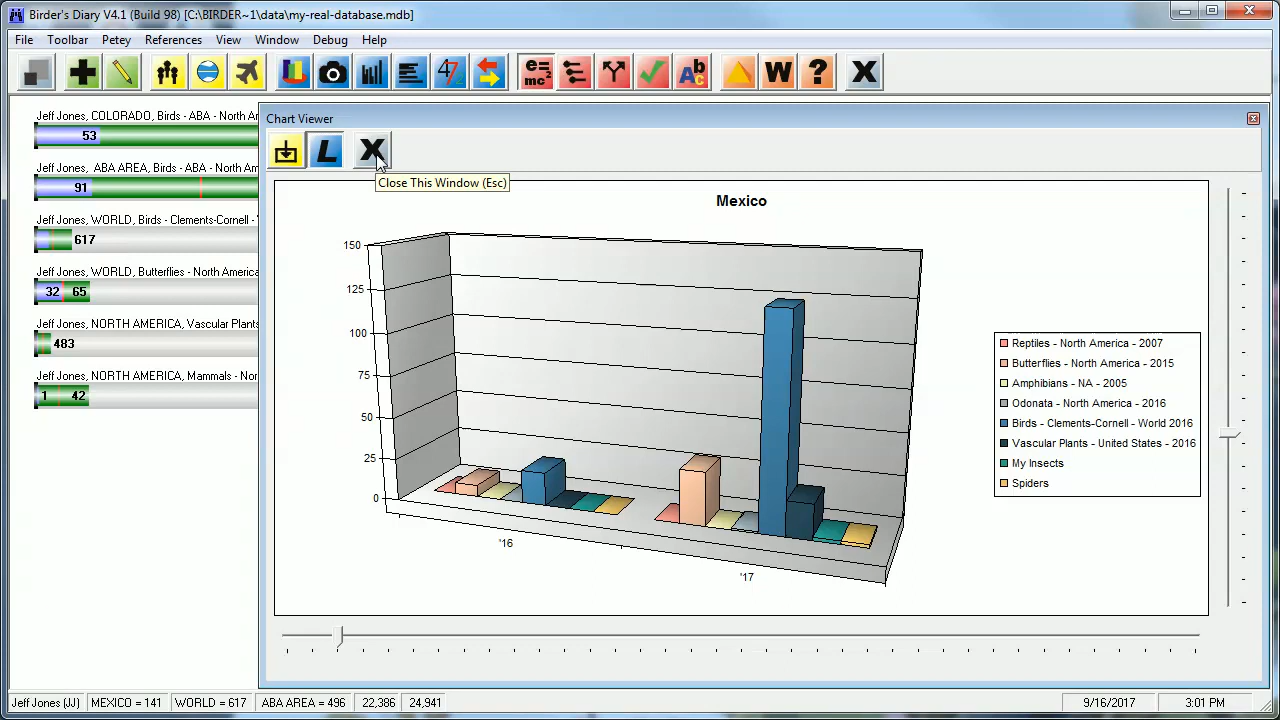 Birder's Diary V4.1 (Build 98) [C:\BIRDER~1\data\my-real-database.mdb]
File Toolbar Petey References View Window Debug Help
47 e= mc² Abc W ? X
Jeff Jones, COLORADO, Birds - ABA - North A
53
Jeff Jones, ABA AREA, Birds - ABA - North Ame
91
Jeff Jones, WORLD, Birds - Clements-Cornell -
617
Jeff Jones, WORLD, Butterflies - North America
32 65
Jeff Jones, NORTH AMERICA, Vascular Plants
483
Jeff Jones, NORTH AMERICA, Mammals - Nor
1 42
Chart Viewer
L X
Close This Window (Esc)
Mexico
150
125
100
75
50
25
0
'16
'17
Reptiles - North America - 2007
Butterflies - North America - 2015
Amphibians - NA - 2005
Odonata - North America - 2016
Birds - Clements-Cornell - World 2016
Vascular Plants - United States - 2016
My Insects
Spiders
Jeff Jones (JJ) MEXICO = 141 WORLD = 617 ABA AREA = 496 22,386 24,941 9/16/2017 3:01 PM